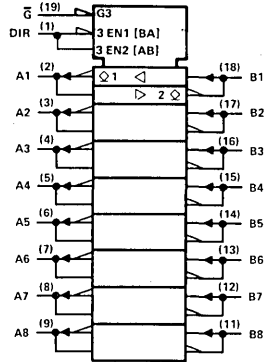 G̅ (19) G3
DIR (1) 3 EN1 [BA]
3 EN2 [AB]
A1 (2) 1 (18) B1
2
A2 (3) (17) B2
A3 (4) (16) B3
A4 (5) (15) B4
A5 (6) (14) B5
A6 (7) (13) B6
A7 (8) (12) B7
A8 (9) (11) B8